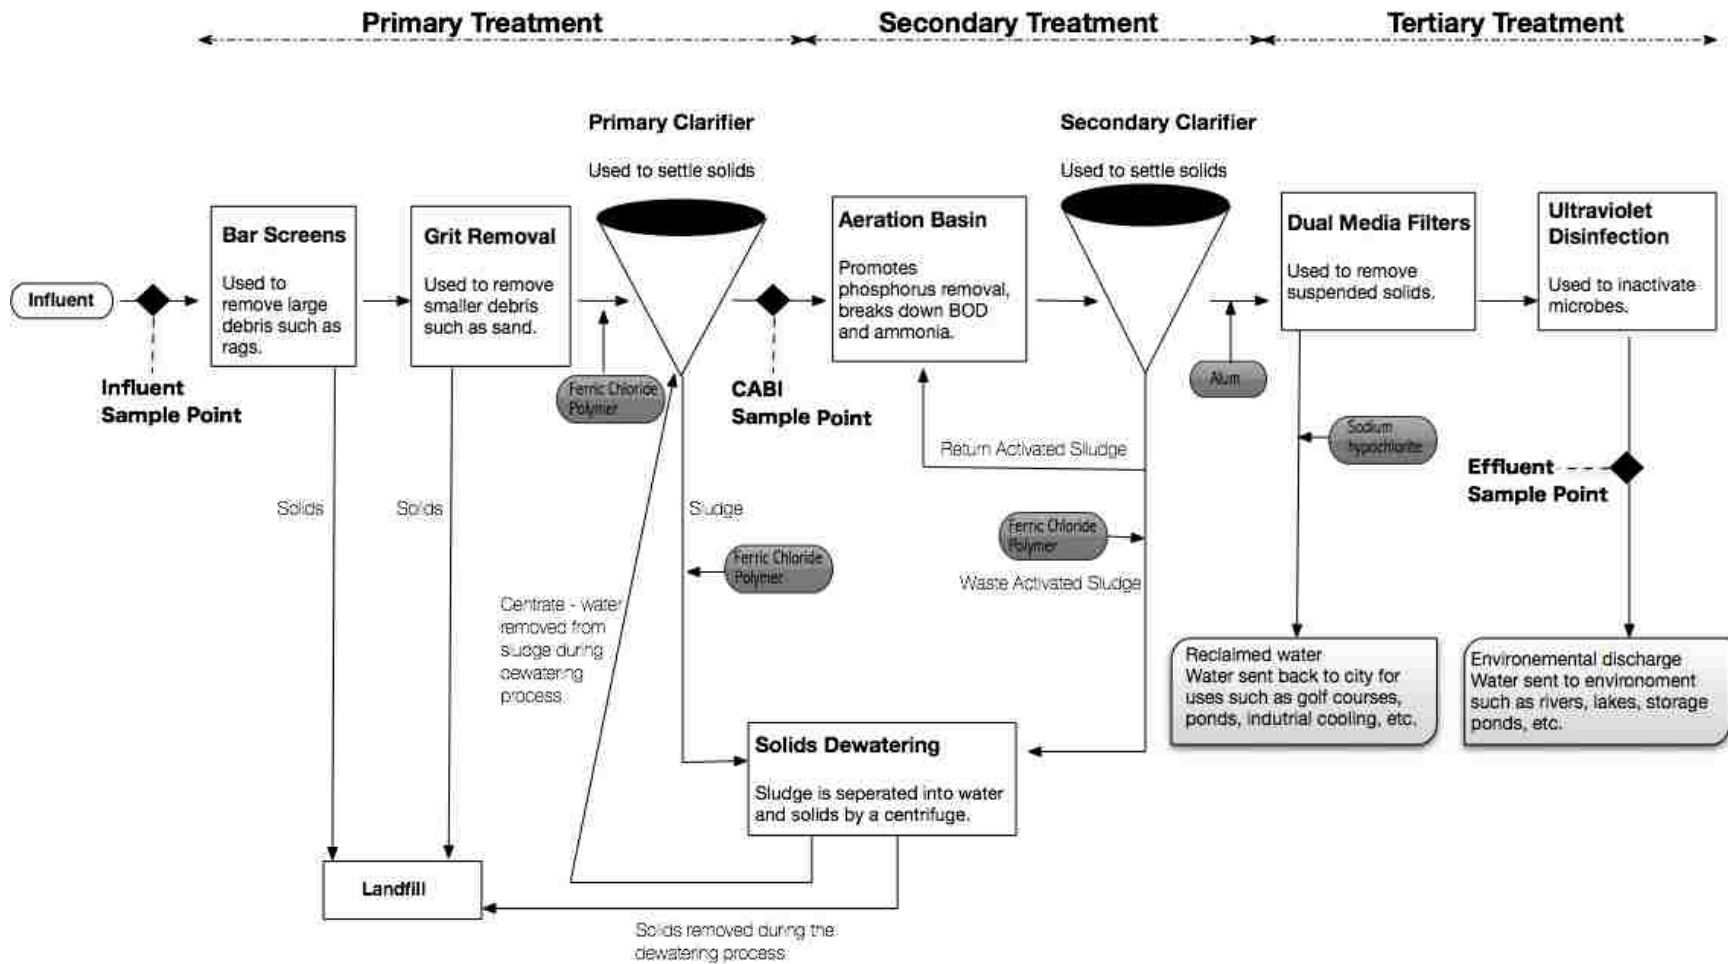 Primary Treatment
Secondary Treatment
Tertiary Treatment
Primary Clarifier
Used to settle solids
Secondary Clarifier
Used to settle solids
Influent
Influent
Sample Point
Bar Screens
Used to
remove large
debris such as
rags.
Grit Removal
Used to remove
smaller debris
such as sand.
Ferric Chloride
Polymer
CABI
Sample Point
Aeration Basin
Promotes
phosphorus removal,
breaks down BOD
and ammonia.
Alum
Dual Media Filters
Used to remove
suspended solids.
Ultraviolet
Disinfection
Used to inactivate
microbes.
Sodium
hypochlorite
Effluent
Sample Point
Return Activated Sludge
Solids
Solids
Sludge
Ferric Chloride
Polymer
Ferric Chloride
Polymer
Waste Activated Sludge
Centrate - water
removed from
sludge during
dewatering
process
Reclaimed water
Water sent back to city for
uses such as golf courses,
ponds, indutrial cooling, etc.
Environemental discharge
Water sent to environoment
such as rivers, lakes, storage
ponds, etc.
Solids Dewatering
Sludge is seperated into water
and solids by a centrifuge.
Landfill
Solids removed during the
dewatering process